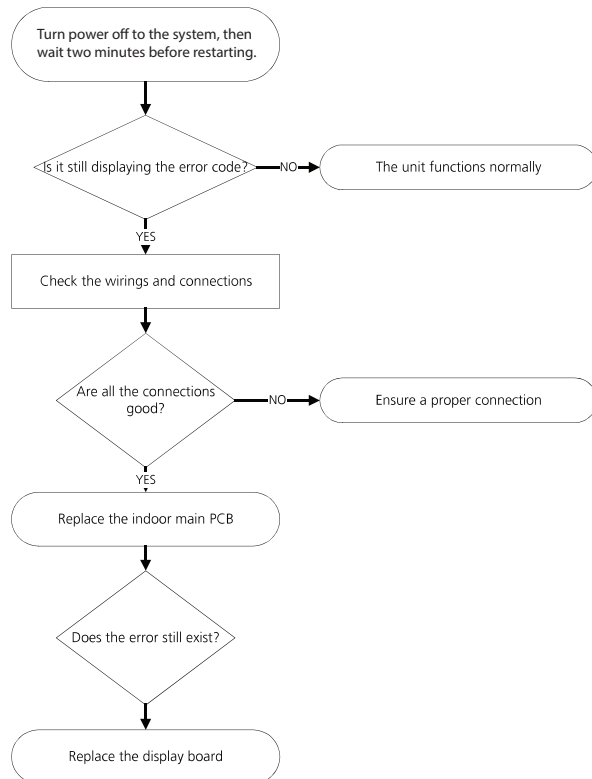 Turn power off to the system, then
wait two minutes before restarting.
Is it still displaying the error code?
NO
The unit functions normally
YES
Check the wirings and connections
Are all the connections
good?
NO
Ensure a proper connection
YES
Replace the indoor main PCB
Does the error still exist?
Replace the display board